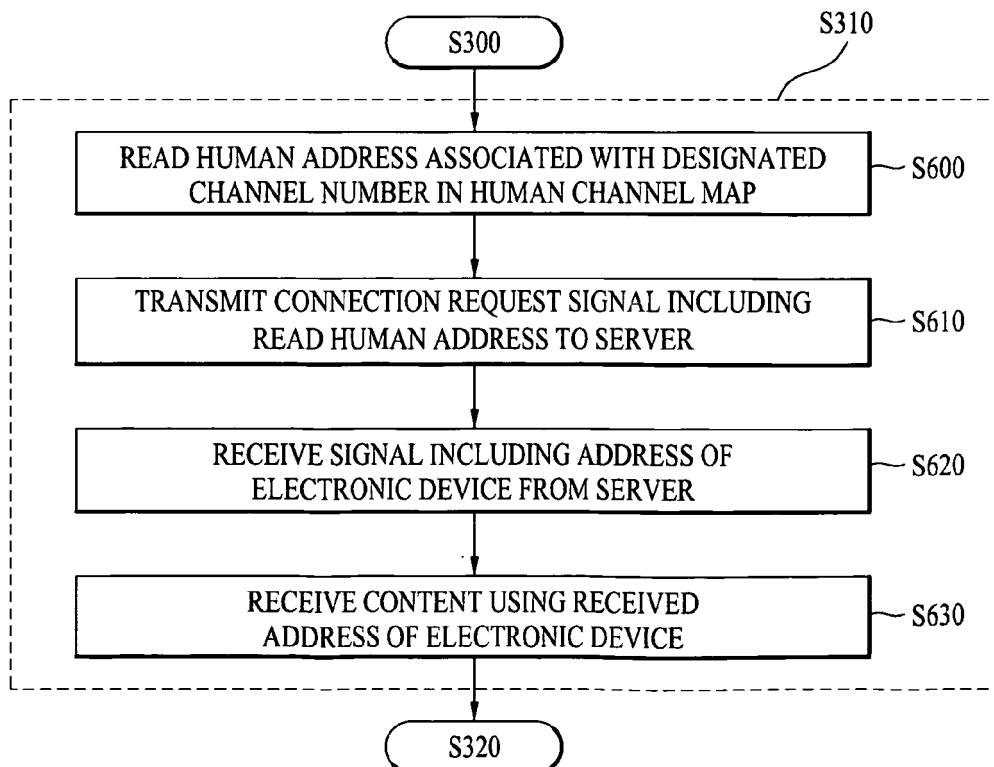 S300
S310
READ HUMAN ADDRESS ASSOCIATED WITH DESIGNATED
CHANNEL NUMBER IN HUMAN CHANNEL MAP
S600
TRANSMIT CONNECTION REQUEST SIGNAL INCLUDING
READ HUMAN ADDRESS TO SERVER
S610
RECEIVE SIGNAL INCLUDING ADDRESS OF
ELECTRONIC DEVICE FROM SERVER
S620
RECEIVE CONTENT USING RECEIVED
ADDRESS OF ELECTRONIC DEVICE
S630
S320